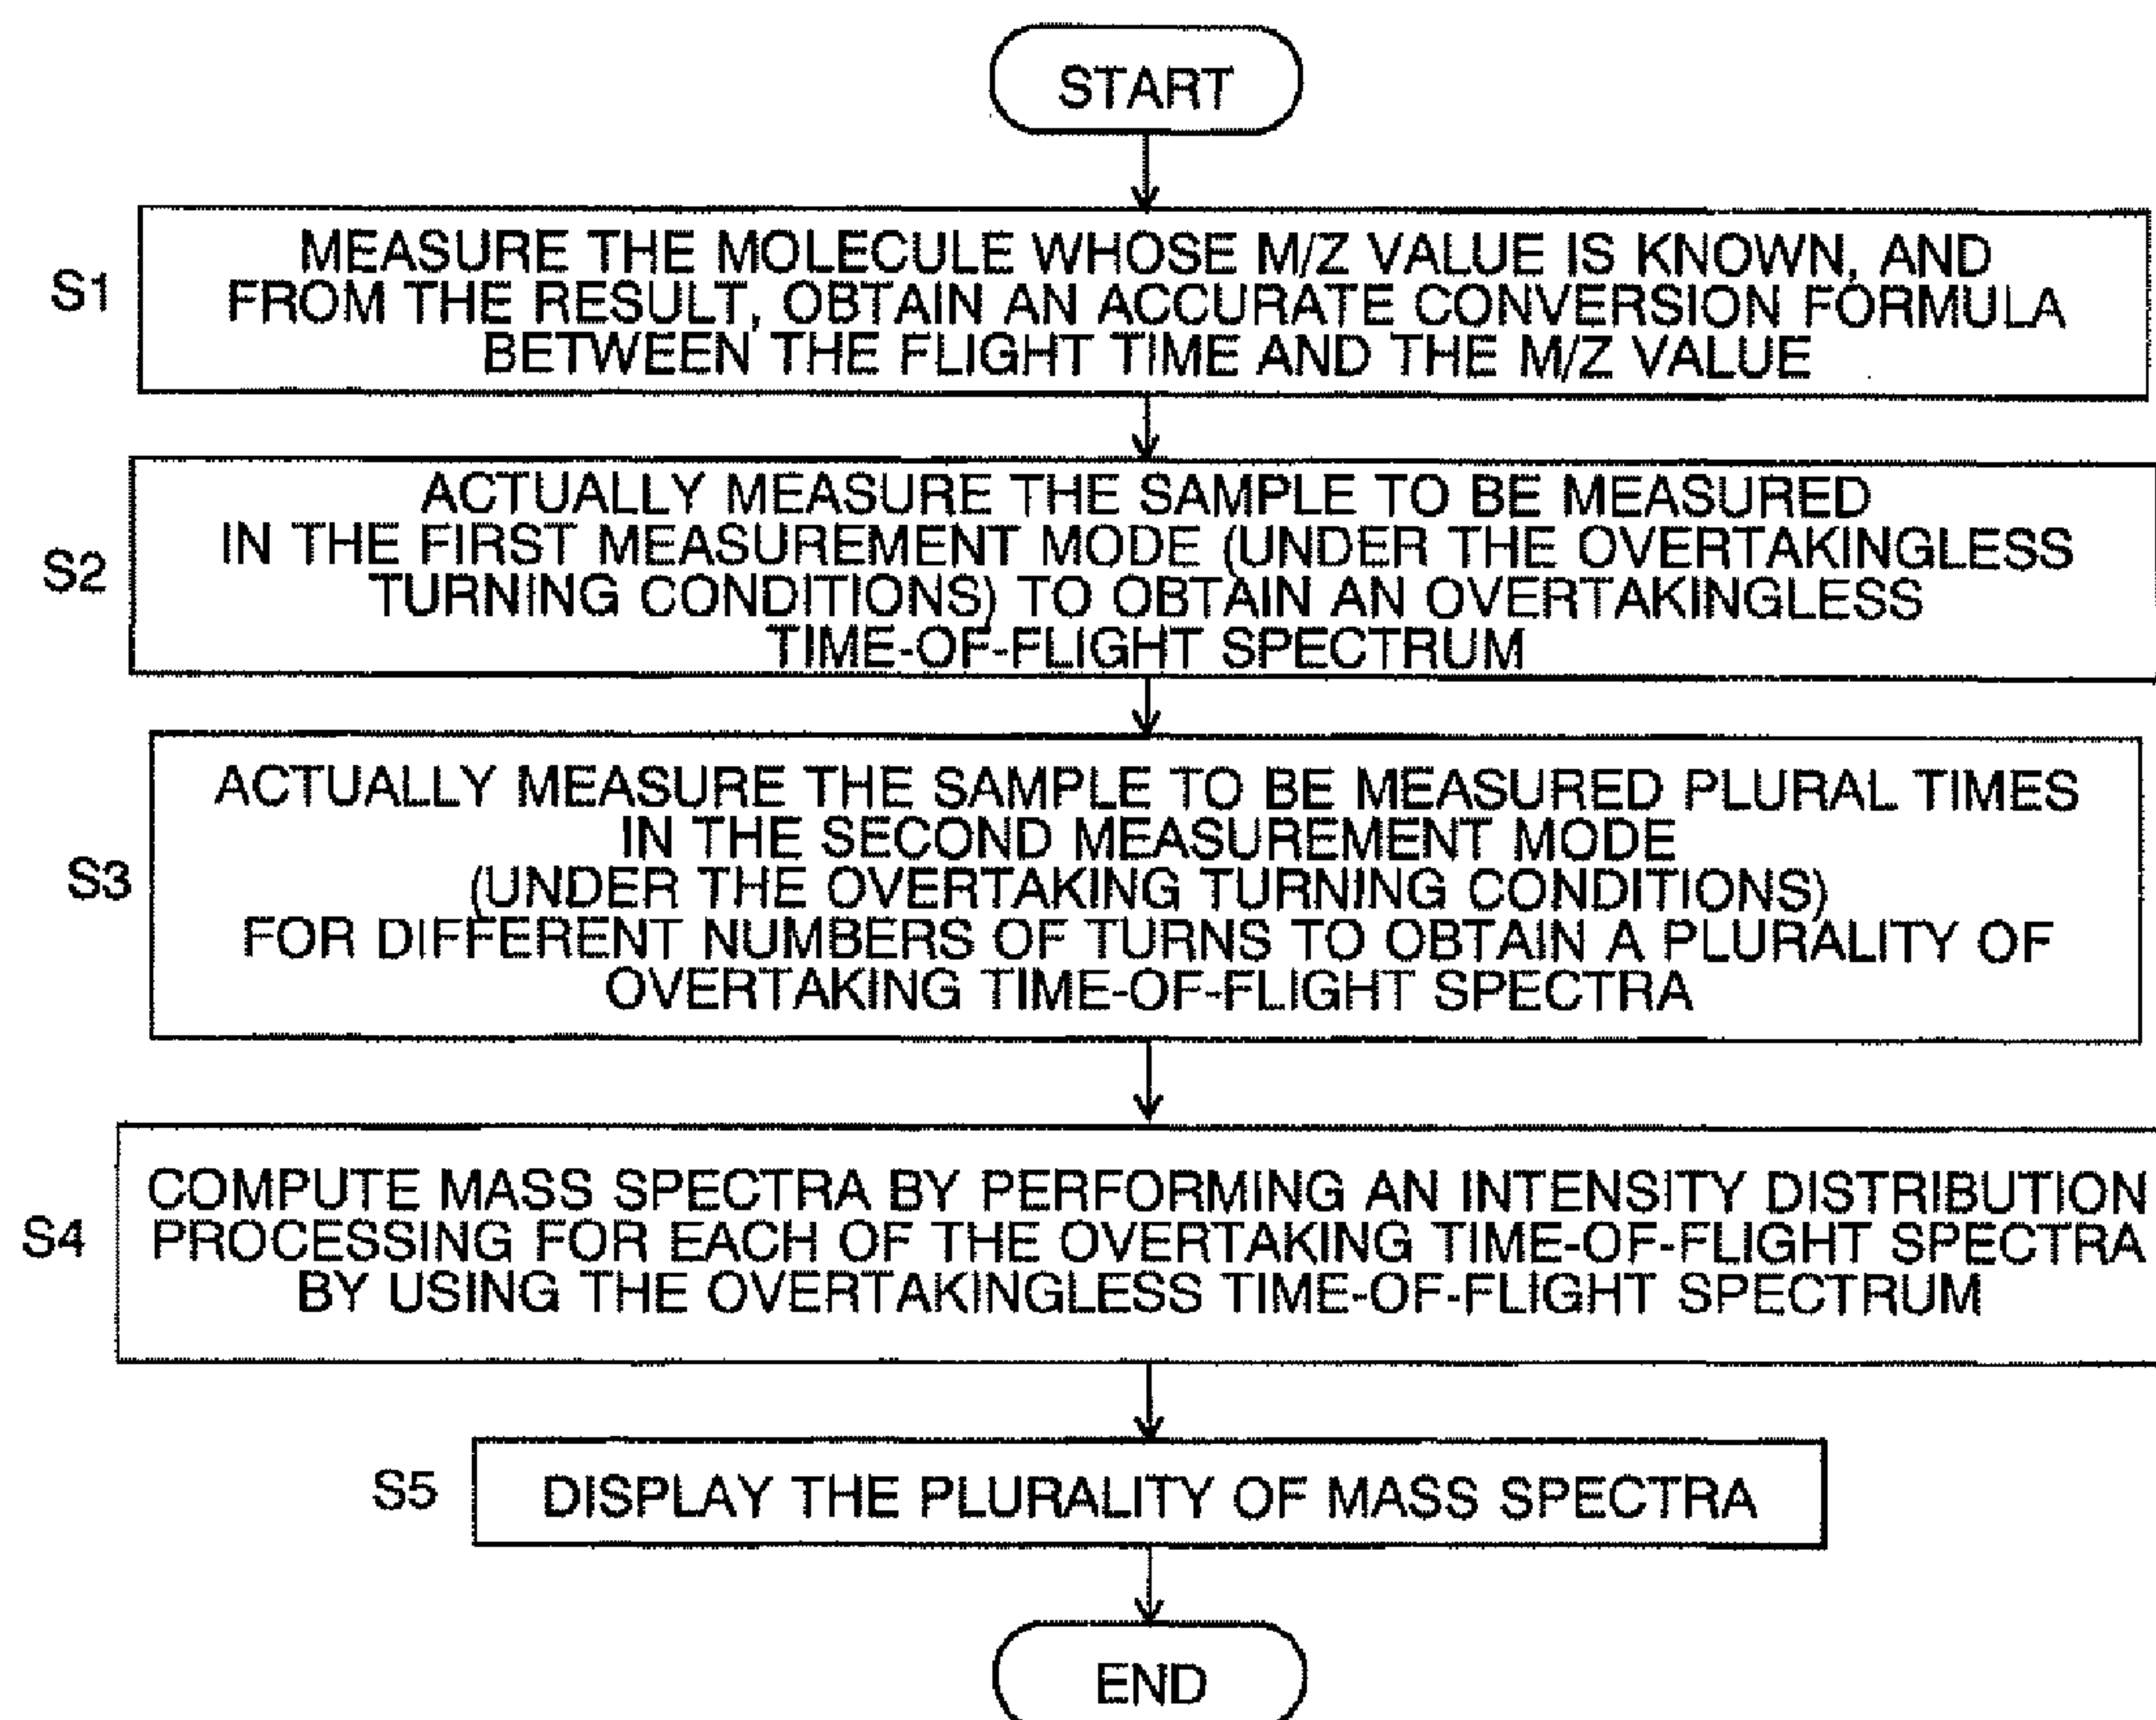 START
S1
MEASURE THE MOLECULE WHOSE M/Z VALUE IS KNOWN, AND
FROM THE RESULT, OBTAIN AN ACCURATE CONVERSION FORMULA
BETWEEN THE FLIGHT TIME AND THE M/Z VALUE
S2
ACTUALLY MEASURE THE SAMPLE TO BE MEASURED
IN THE FIRST MEASUREMENT MODE (UNDER THE OVERTAKINGLESS
TURNING CONDITIONS) TO OBTAIN AN OVERTAKINGLESS
TIME-OF-FLIGHT SPECTRUM
S3
ACTUALLY MEASURE THE SAMPLE TO BE MEASURED PLURAL TIMES
IN THE SECOND MEASUREMENT MODE
(UNDER THE OVERTAKING TURNING CONDITIONS)
FOR DIFFERENT NUMBERS OF TURNS TO OBTAIN A PLURALITY OF
OVERTAKING TIME-OF-FLIGHT SPECTRA
S4
COMPUTE MASS SPECTRA BY PERFORMING AN INTENSITY DISTRIBUTION
PROCESSING FOR EACH OF THE OVERTAKING TIME-OF-FLIGHT SPECTRA
BY USING THE OVERTAKINGLESS TIME-OF-FLIGHT SPECTRUM
S5
DISPLAY THE PLURALITY OF MASS SPECTRA
END